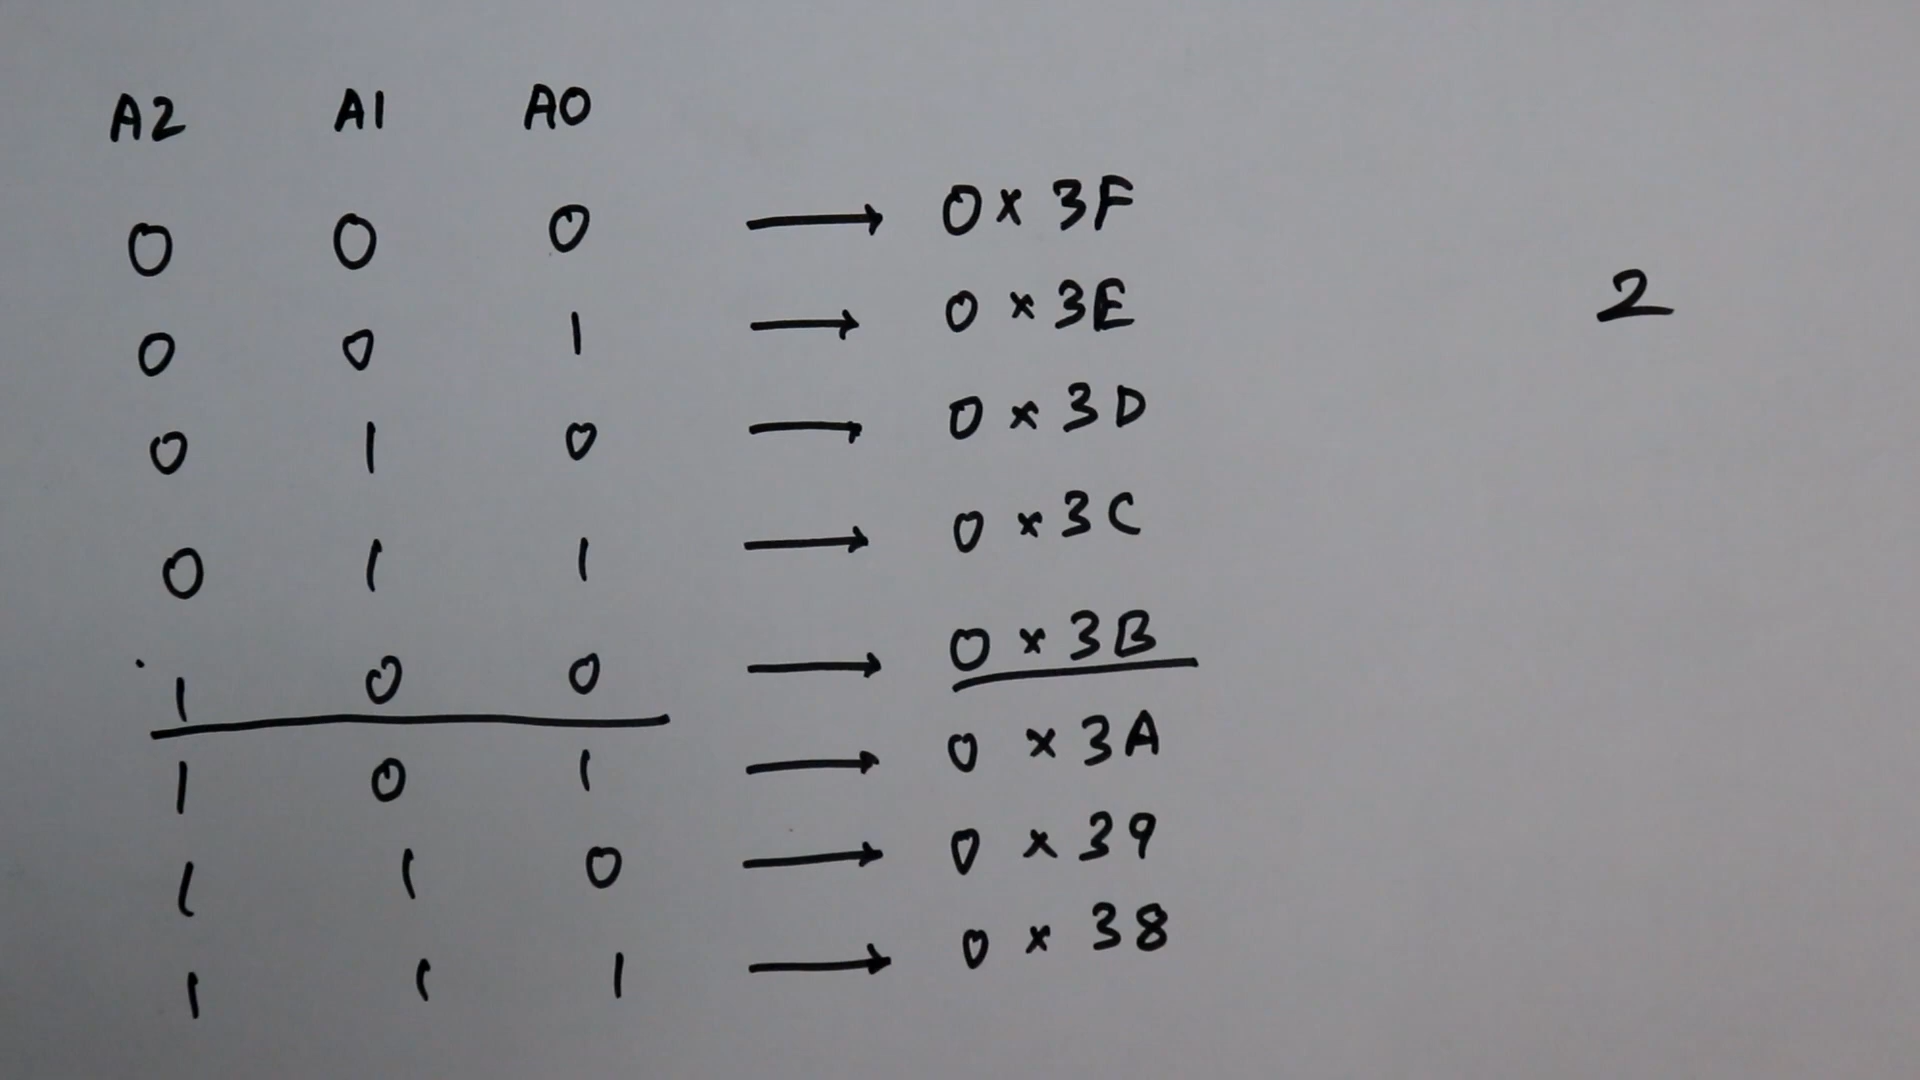 A2 A1 A0
0 0 0 → 0x3F
0 0 1 → 0x3E
2
0 1 0 → 0x3D
0 1 1 → 0x3C
1 0 0 → 0x3B
1 0 1 → 0x3A
1 1 0 → 0x39
1 1 1 → 0x38